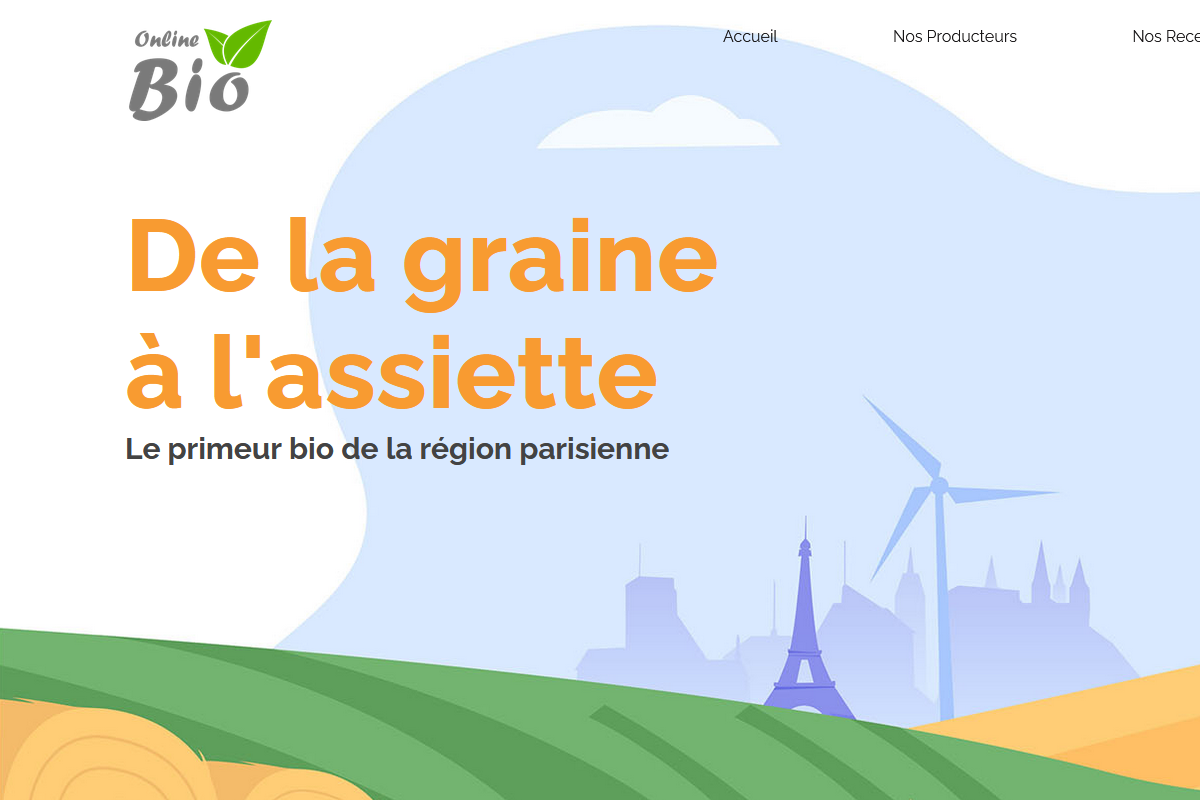 Online
Bio
Accueil
Nos Producteurs
Nos Rece
De la graine
à l'assiette
Le primeur bio de la région parisienne